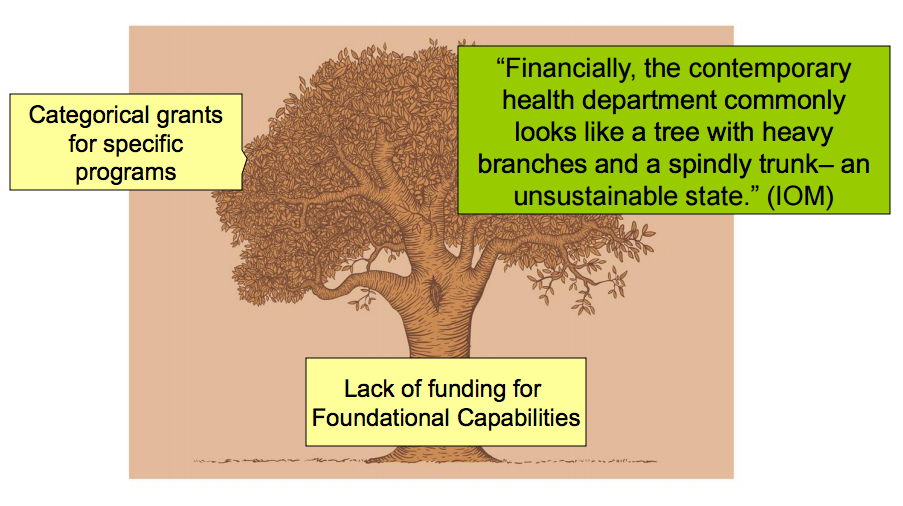 Categorical grants
for specific
programs
“Financially, the contemporary
health department commonly
looks like a tree with heavy
branches and a spindly trunk– an
unsustainable state.” (IOM)
Lack of funding for
Foundational Capabilities